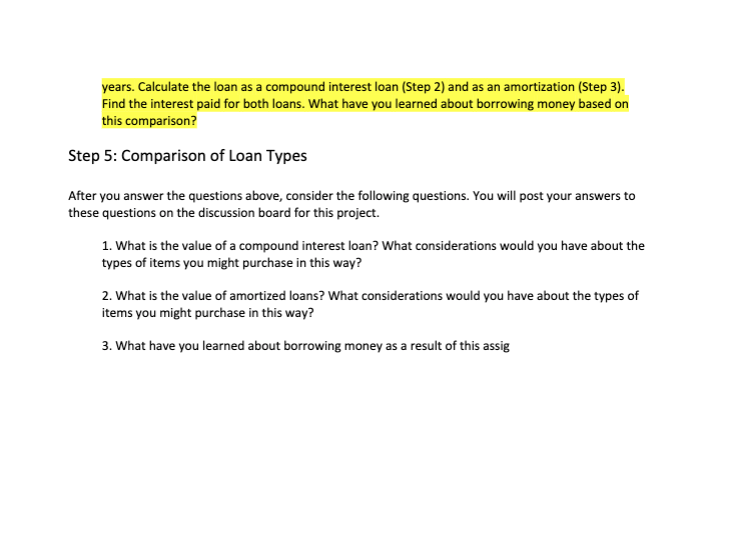 years. Calculate the loan as a compound interest loan (Step 2) and as an amortization (Step 3).
Find the interest paid for both loans. What have you learned about borrowing money based on
this comparison?
Step 5: Comparison of Loan Types
After you answer the questions above, consider the following questions. You will post your answers to
these questions on the discussion board for this project.
1. What is the value of a compound interest loan? What considerations would you have about the
types of items you might purchase in this way?
2. What is the value of amortized loans? What considerations would you have about the types of
items you might purchase in this way?
3. What have you learned about borrowing money as a result of this assig